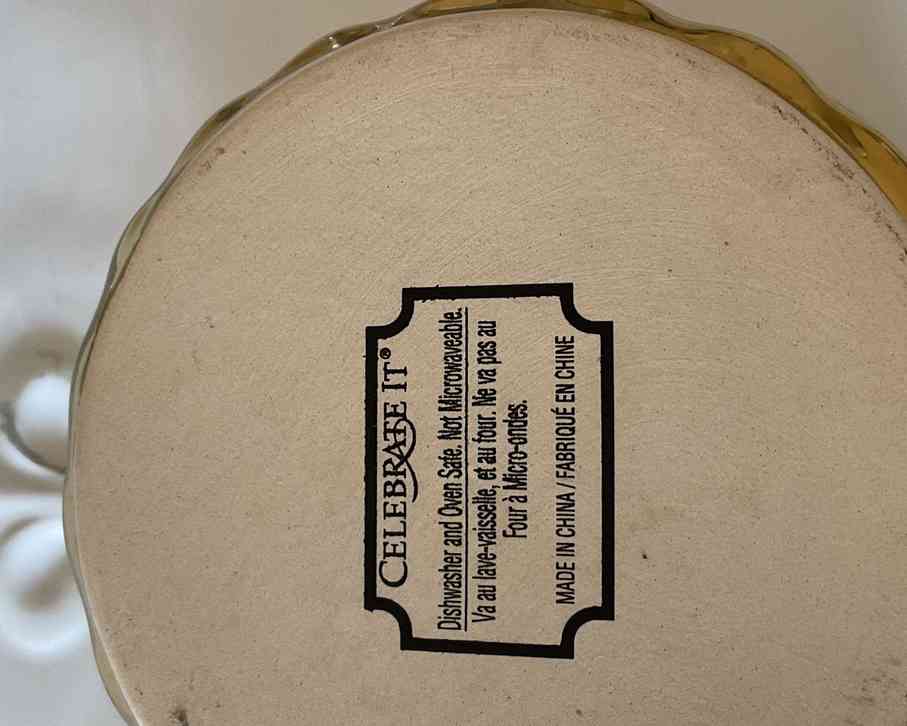 CELEBRATE IT®
Dishwasher and Oven Safe. Not Microwaveable.
Va au lave-vaisselle, et au four. Ne va pas au
Four à Micro-ondes.
MADE IN CHINA / FABRIQUÉ EN CHINE